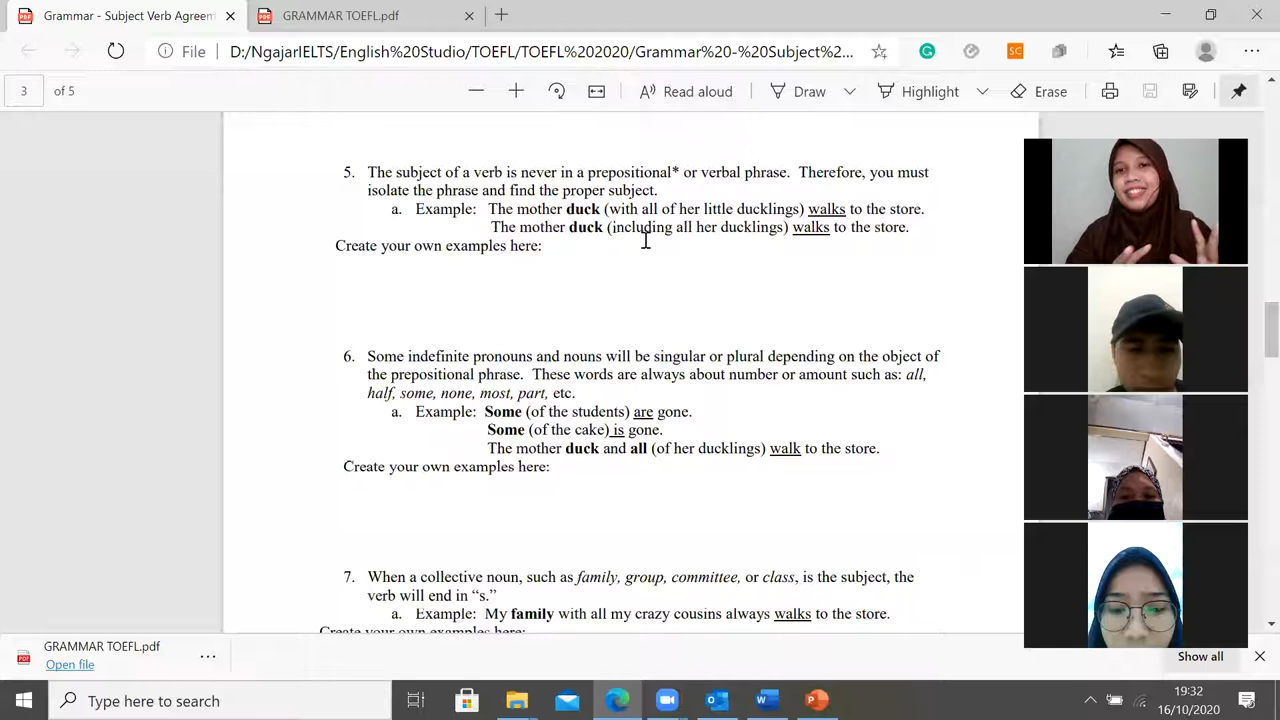 Grammar - Subject Verb Agreem
GRAMMAR TOEFL.pdf
File
D:/NgajarIELTS/English%20Studio/TOEFL/TOEFL%202020/Grammar%20-%20Subject%2...
SC
3 of 5
Read aloud
Draw
Highlight
Erase
5. The subject of a verb is never in a prepositional* or verbal phrase. Therefore, you must
isolate the phrase and find the proper subject.
a. Example: The mother duck (with all of her little ducklings) walks to the store.
The mother duck (including all her ducklings) walks to the store.
Create your own examples here:
6. Some indefinite pronouns and nouns will be singular or plural depending on the object of
the prepositional phrase. These words are always about number or amount such as: all,
half, some, none, most, part, etc.
a. Example: Some (of the students) are gone.
Some (of the cake) is gone.
The mother duck and all (of her ducklings) walk to the store.
Create your own examples here:
7. When a collective noun, such as family, group, committee, or class, is the subject, the
verb will end in “s.”
a. Example: My family with all my crazy cousins always walks to the store.
Create your own examples here:
GRAMMAR TOEFL.pdf
Open file
Show all
Type here to search
19:32
16/10/2020